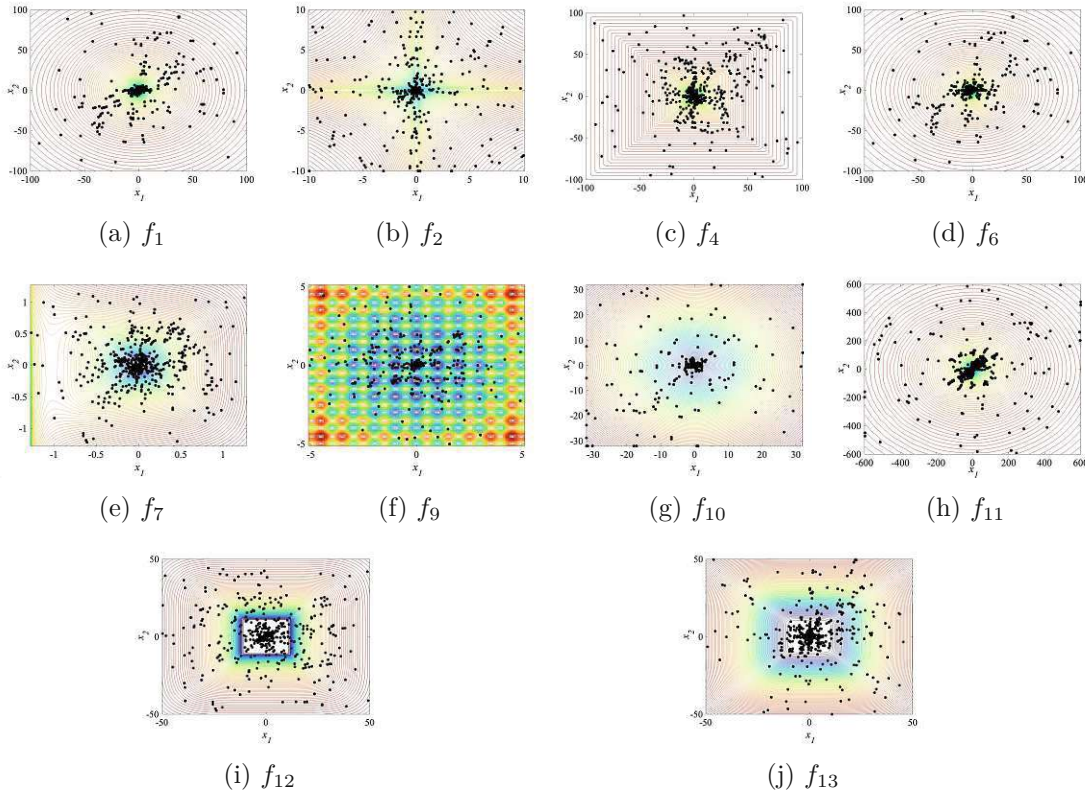 100
50
0
-50
-100
x₂
-100 -50 0 50 100
x₁
(a) f₁
10
5
0
-5
-10
x₂
-10 -5 0 5 10
x₁
(b) f₂
100
50
0
-50
-100
x₂
-100 -50 0 50 100
x₁
(c) f₄
100
50
0
-50
-100
x₂
-100 -50 0 50 100
x₁
(d) f₆
1
0.5
0
-0.5
-1
x₂
-1 -0.5 0 0.5 1
x₁
(e) f₇
5
0
-5
x₂
-5 0 5
x₁
(f) f₉
30
20
10
0
-10
-20
-30
x₂
-30 -20 -10 0 10 20 30
x₁
(g) f₁₀
600
400
200
0
-200
-400
-600
x₂
-600 -400 -200 0 200 400 600
x₁
(h) f₁₁
50
0
-50
x₂
-50 0 50
x₁
(i) f₁₂
50
0
-50
x₂
-50 0 50
x₁
(j) f₁₃